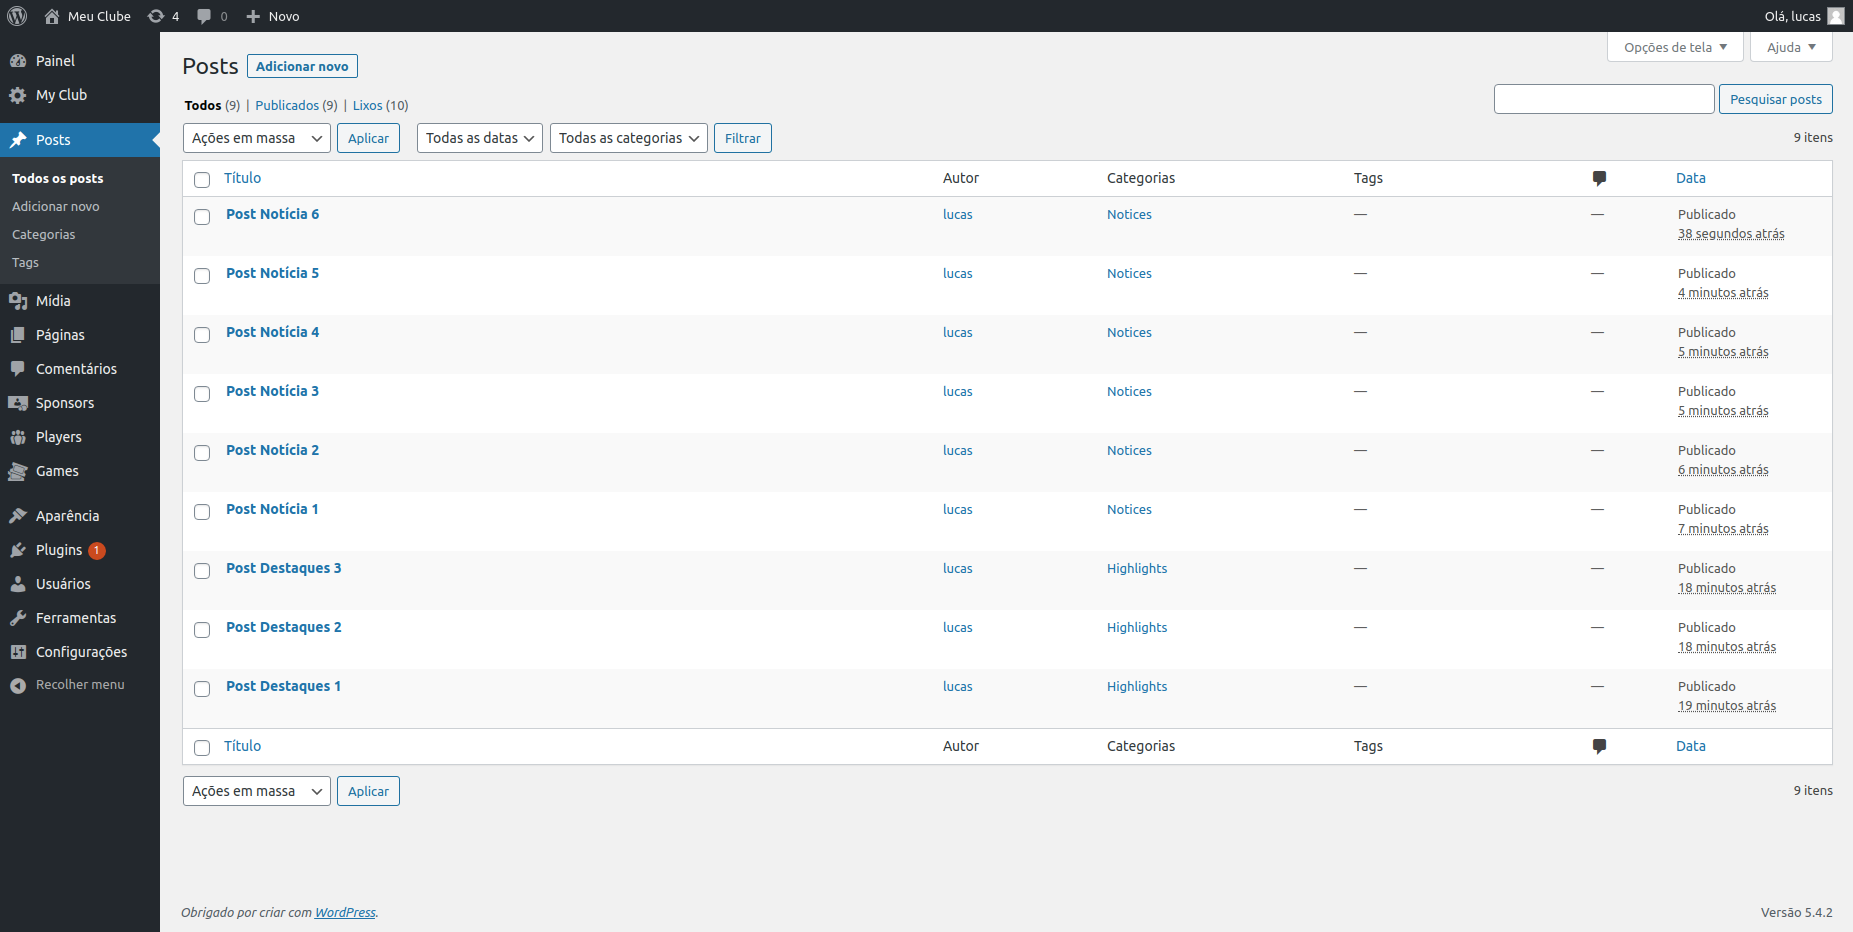 Meu Clube 4 0 Novo Olá, lucas
Opções de tela Ajuda
Painel
My Club
Posts
Todos os posts
Adicionar novo
Categorias
Tags
Mídia
Páginas
Comentários
Sponsors
Players
Games
Aparência
Plugins 1
Usuários
Ferramentas
Configurações
Recolher menu
Posts Adicionar novo
Todos (9) | Publicados (9) | Lixos (10)
Pesquisar posts
Ações em massa Aplicar Todas as datas Todas as categorias Filtrar 9 itens
Título Autor Categorias Tags Data
Post Notícia 6 lucas Notices — — Publicado
38 segundos atrás
Post Notícia 5 lucas Notices — — Publicado
4 minutos atrás
Post Notícia 4 lucas Notices — — Publicado
5 minutos atrás
Post Notícia 3 lucas Notices — — Publicado
5 minutos atrás
Post Notícia 2 lucas Notices — — Publicado
6 minutos atrás
Post Notícia 1 lucas Notices — — Publicado
7 minutos atrás
Post Destaques 3 lucas Highlights — — Publicado
18 minutos atrás
Post Destaques 2 lucas Highlights — — Publicado
18 minutos atrás
Post Destaques 1 lucas Highlights — — Publicado
19 minutos atrás
Título Autor Categorias Tags Data
Ações em massa Aplicar 9 itens
Obrigado por criar com WordPress. Versão 5.4.2